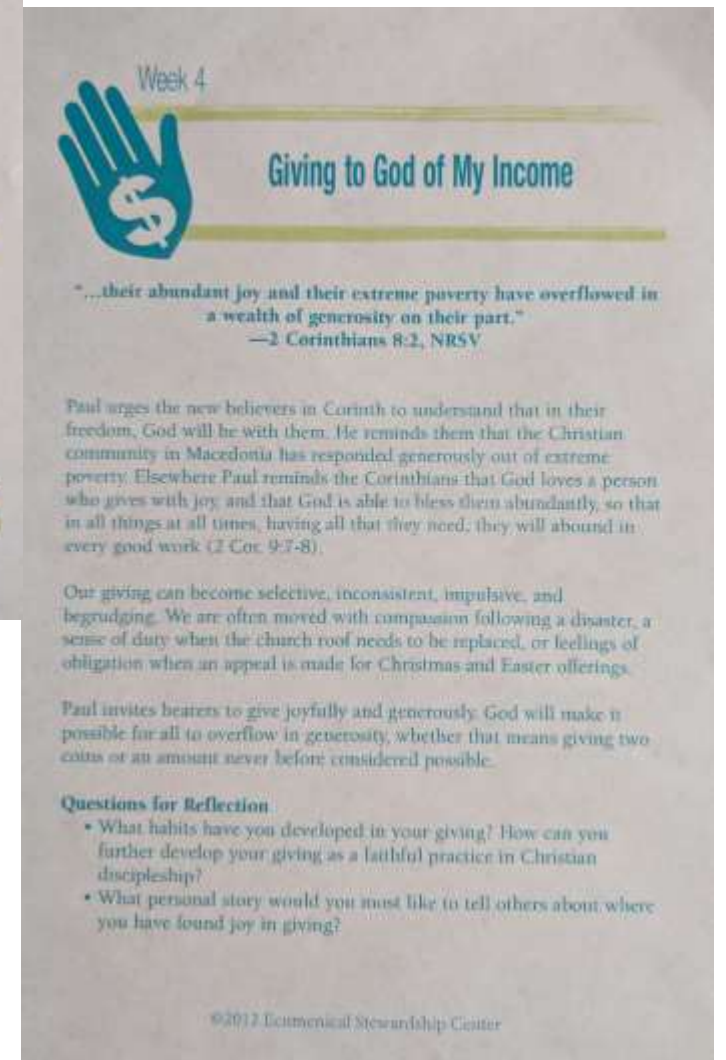 Week 4
$
Giving to God of My Income
"...their abundant joy and their extreme poverty have overflowed in
a wealth of generosity on their part."
—2 Corinthians 8:2, NRSV
Paul urges the new believers in Corinth to understand that in their
freedom, God will be with them. He reminds them that the Christian
community in Macedonia has responded generously out of extreme
poverty. Elsewhere Paul reminds the Corinthians that God loves a person
who gives with joy and that God is able to bless them abundantly, so that
in all things at all times, having all that they need, they will abound in
every good work (2 Cor. 9:7-8).
Our giving can become selective, inconsistent, impulsive, and
begrudging. We are often moved with compassion following a disaster, a
sense of duty when the church roof needs to be replaced, or feelings of
obligation when an appeal is made for Christmas and Easter offerings.
Paul invites hearers to give joyfully and generously. God will make it
possible for all to overflow in generosity, whether that means giving two
coins or an amount never before considered possible.
Questions for Reflection
• What habits have you developed in your giving? How can you
further develop your giving as a faithful practice in Christian
discipleship?
• What personal story would you most like to tell others about where
you have found joy in giving?
©2012 Ecumenical Stewardship Center